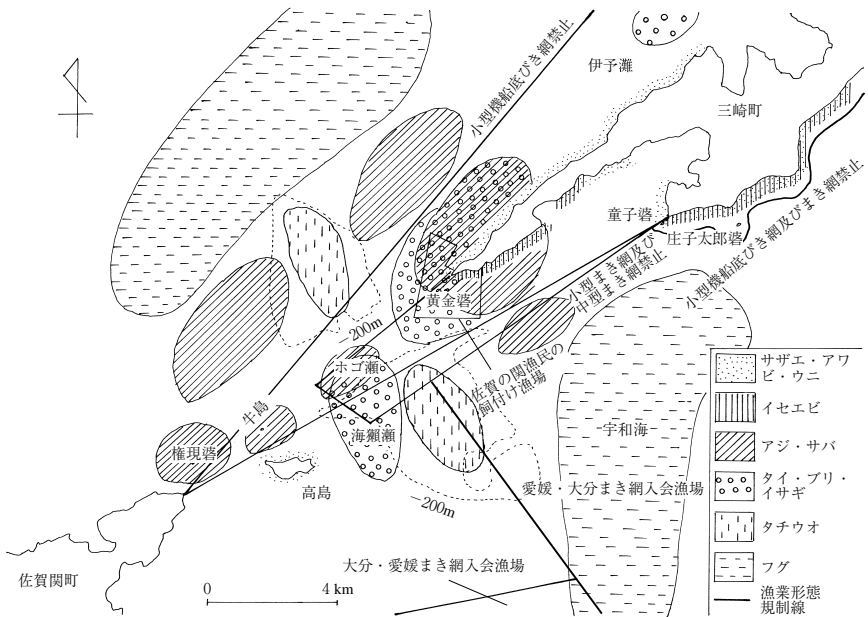 小型機船底びき網禁止
伊予灘
三崎町
童子碆
庄子太郎碆
小型機船底びき網及びまき網禁止
小型まき網及び
中型まき網禁止
黄金碆
−200m
佐賀の関漁民の
飼付け漁場
ホゴ瀬
海獺瀬
牛島
権現碆
高島
−200m
宇和海
愛媛・大分まき網入会漁場
大分・愛媛まき網入会漁場
佐賀関町
0 4 km
サザエ・アワ
ビ・ウニ
イセエビ
アジ・サバ
タイ・ブリ・
イサギ
タチウオ
フグ
漁業形態
規制線